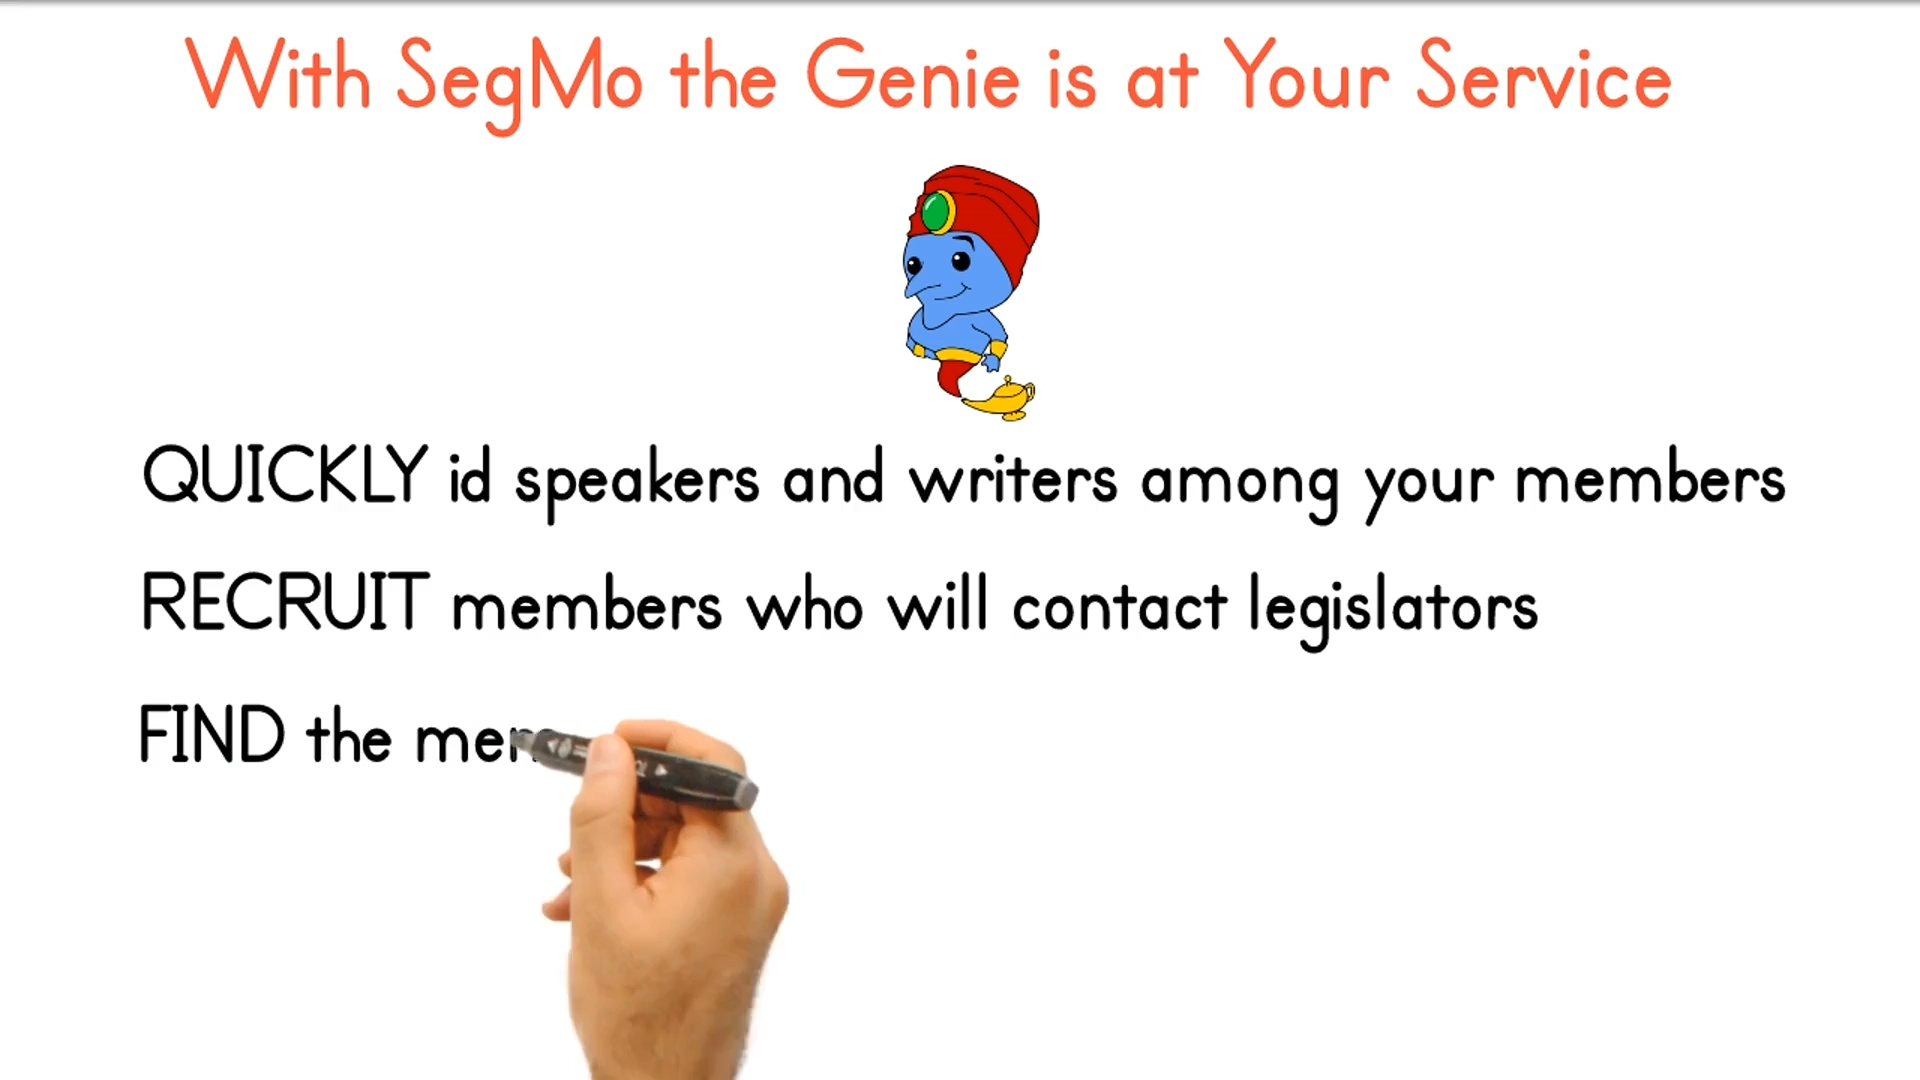 With SegMo the Genie is at Your Service
QUICKLY id speakers and writers among your members
RECRUIT members who will contact legislators
FIND the